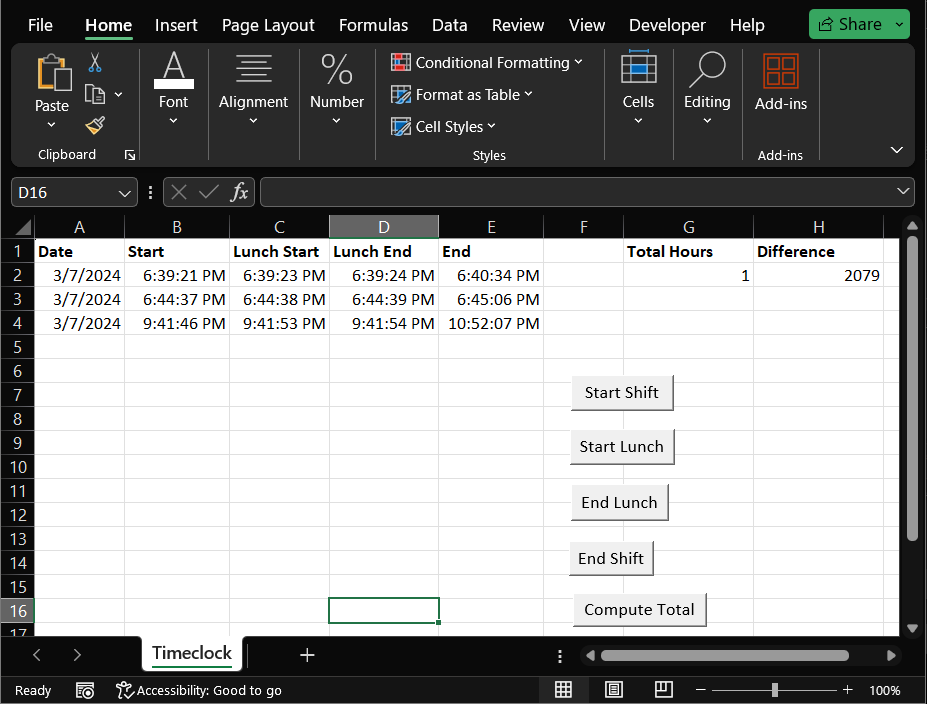 File Home Insert Page Layout Formulas Data Review View Developer Help Share
Paste
Font
Alignment
Number
Conditional Formatting
Format as Table
Cell Styles
Cells
Editing
Add-ins
Clipboard Styles Add-ins
D16 fx
A B C D E F G H
1 Date Start Lunch Start Lunch End End Total Hours Difference
2 3/7/2024 6:39:21 PM 6:39:23 PM 6:39:24 PM 6:40:34 PM 1 2079
3 3/7/2024 6:44:37 PM 6:44:38 PM 6:44:39 PM 6:45:06 PM
4 3/7/2024 9:41:46 PM 9:41:53 PM 9:41:54 PM 10:52:07 PM
5
6
7 Start Shift
8
9 Start Lunch
10
11
12 End Lunch
13
14 End Shift
15
16 Compute Total
17
Timeclock
Ready Accessibility: Good to go 100%